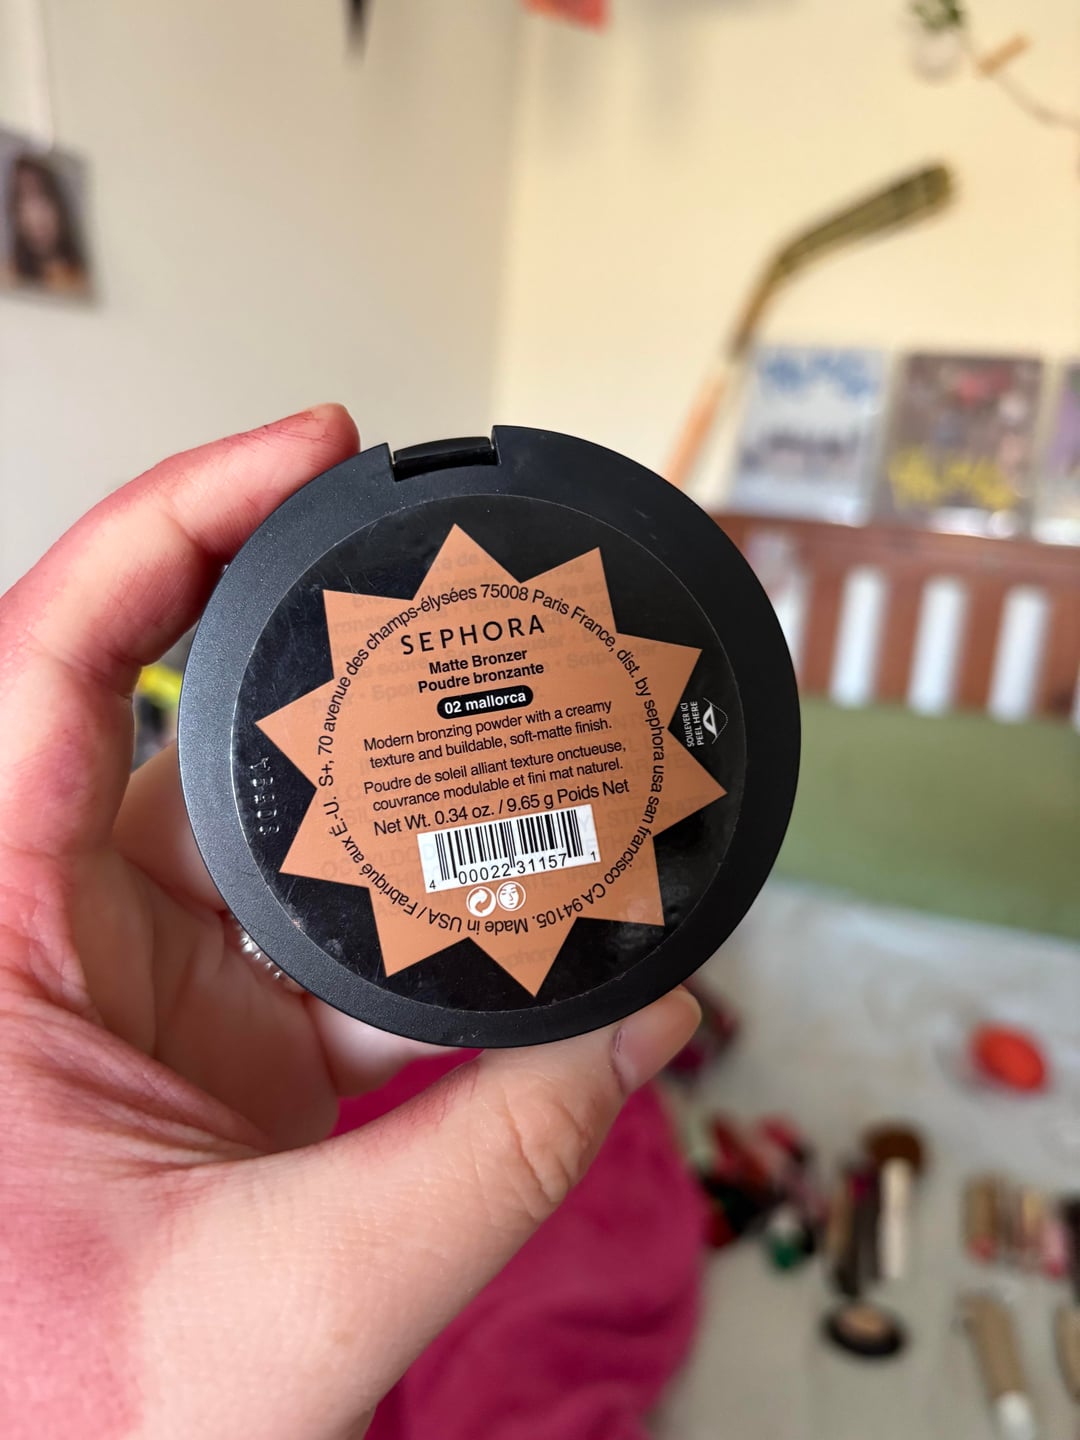 SEPHORA
Matte Bronzer
Poudre bronzante
02 mallorca
Modern bronzing powder with a creamy
texture and buildable, soft-matte finish.
Poudre de soleil alliant texture onctueuse,
couvrance modulable et fini mat naturel.
Net Wt. 0.34 oz. / 9.65 g Poids Net
4 00022 31157 1
S+, 70 avenue des champs-élysées 75008 Paris France, dist. by sephora usa san francisco CA 94105. Made in USA / Fabriqué aux É.-U.
SOULEVER ICI
PEEL HERE